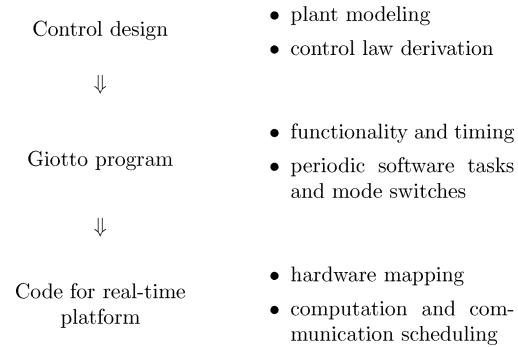 Control design
• plant modeling
• control law derivation
⇓
Giotto program
• functionality and timing
• periodic software tasks
and mode switches
⇓
Code for real-time
platform
• hardware mapping
• computation and com-
munication scheduling